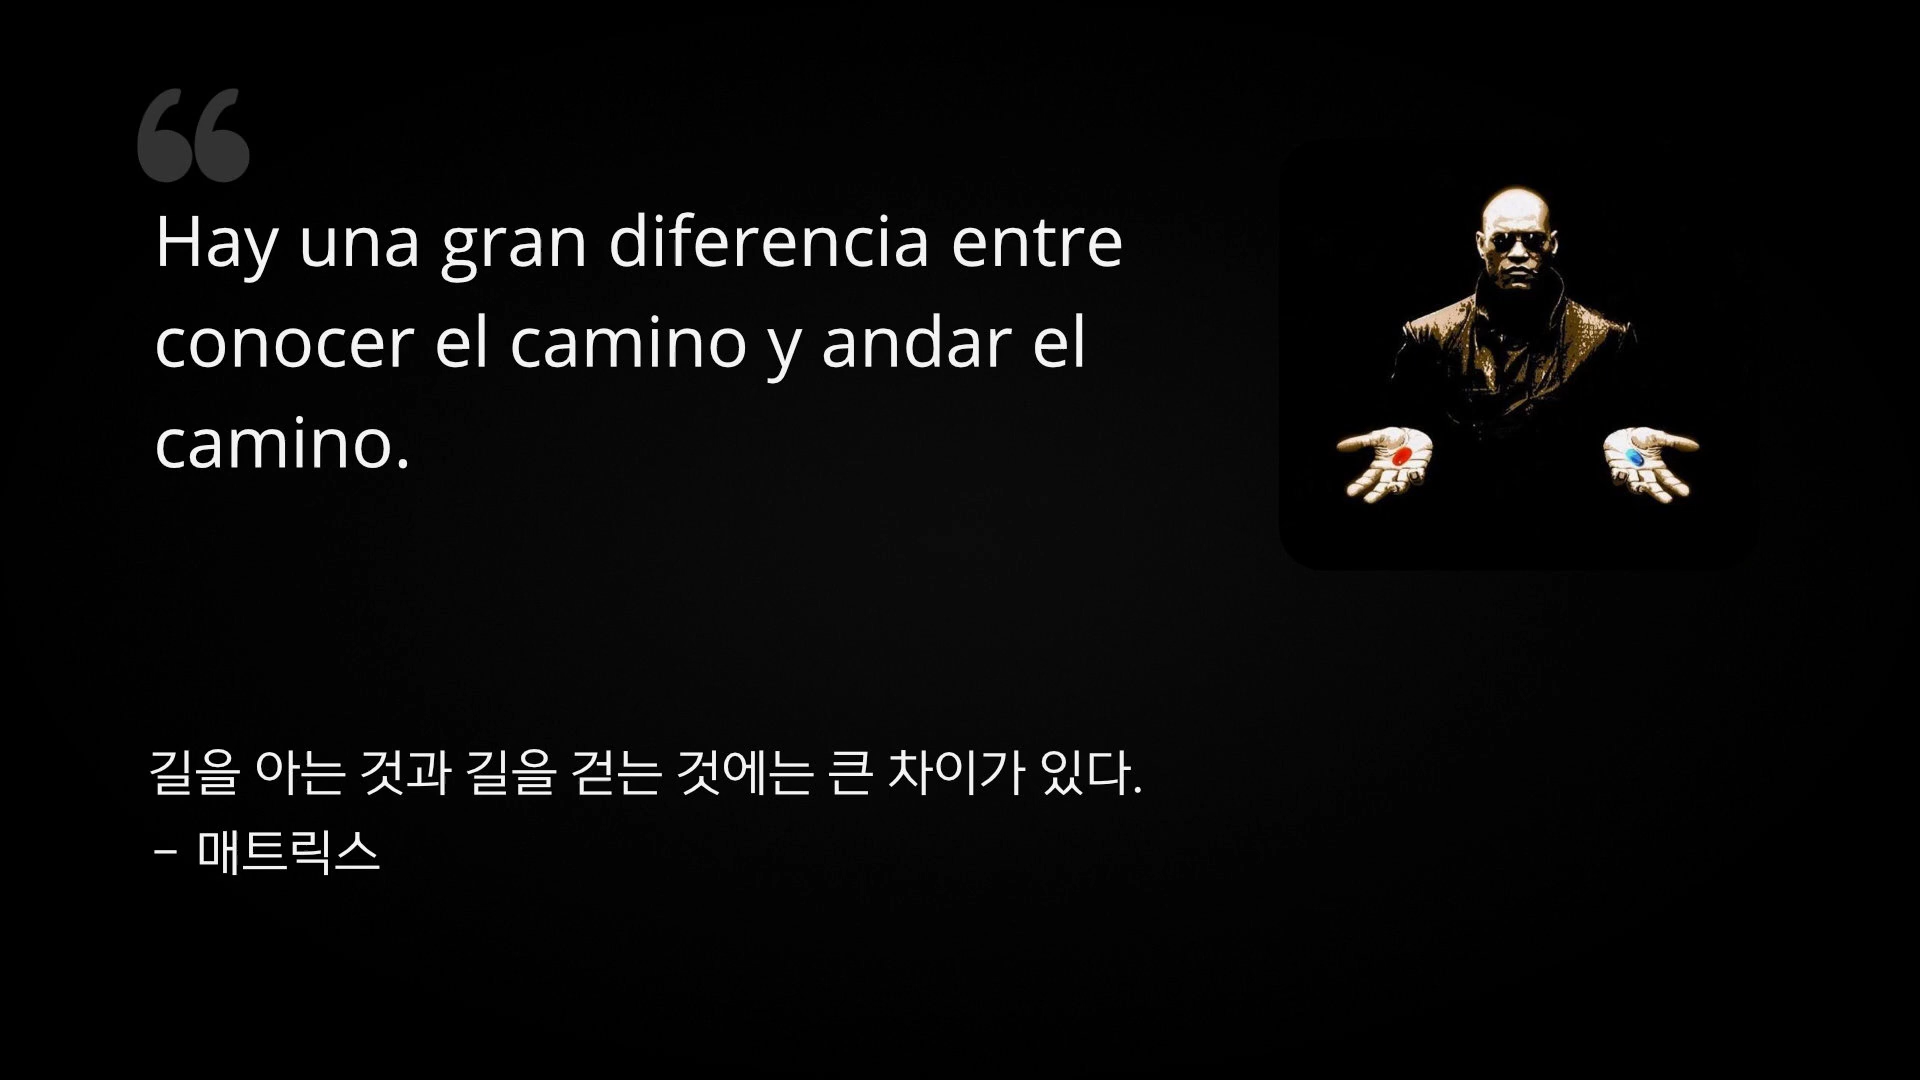 “
Hay una gran diferencia entre
conocer el camino y andar el
camino.
길을 아는 것과 길을 걷는 것에는 큰 차이가 있다.
– 매트릭스